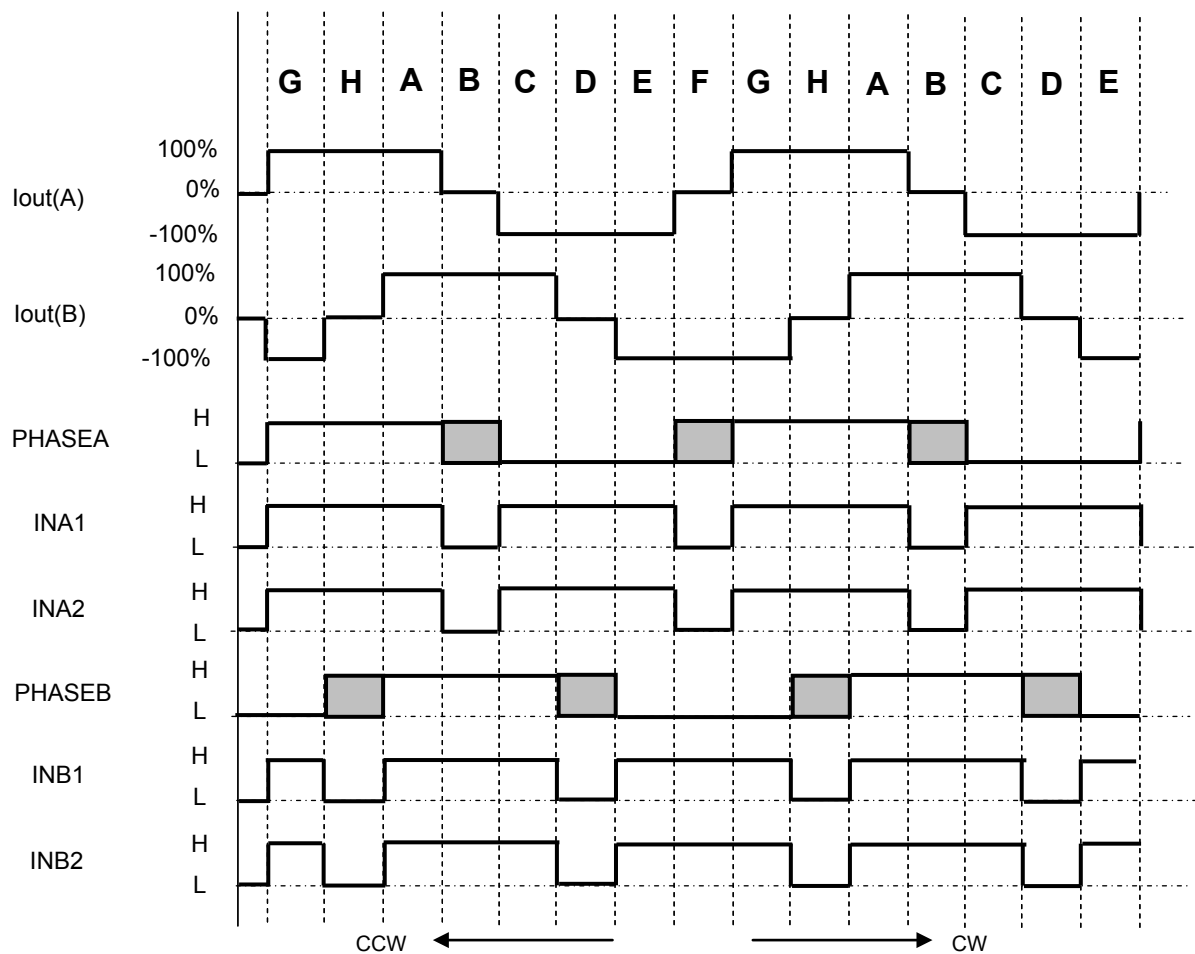 G H A B C D E F G H A B C D E
100%
Iout(A) 0%
-100%
100%
Iout(B) 0%
-100%
H
PHASEA
L
H
INA1
L
H
INA2
L
H
PHASEB
L
H
INB1
L
H
INB2
L
CCW CW